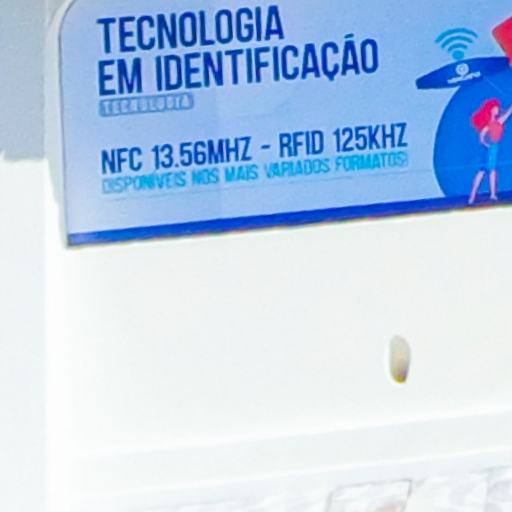 TECNOLOGIA
EM IDENTIFICAÇÃO
TECNOLOGIA
NFC 13.56MHZ - RFID 125KHZ
DISPONÍVEIS NOS MAIS VARIADOS FORMATOS!